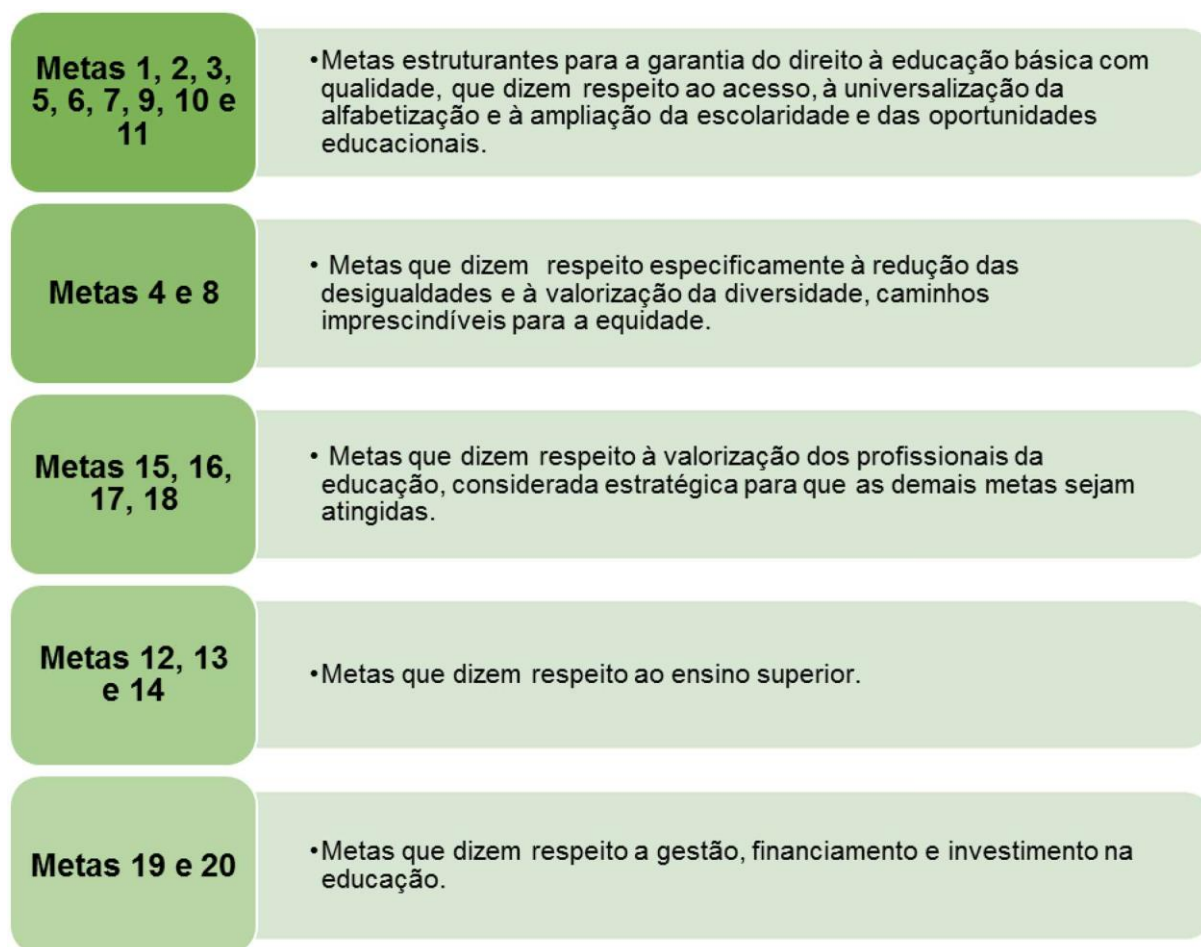 Metas 1, 2, 3,
5, 6, 7, 9, 10 e
11
•Metas estruturantes para a garantia do direito à educação básica com
qualidade, que dizem respeito ao acesso, à universalização da
alfabetização e à ampliação da escolaridade e das oportunidades
educacionais.
Metas 4 e 8
• Metas que dizem respeito especificamente à redução das
desigualdades e à valorização da diversidade, caminhos
imprescindíveis para a equidade.
Metas 15, 16,
17, 18
• Metas que dizem respeito à valorização dos profissionais da
educação, considerada estratégica para que as demais metas sejam
atingidas.
Metas 12, 13
e 14
•Metas que dizem respeito ao ensino superior.
Metas 19 e 20
•Metas que dizem respeito a gestão, financiamento e investimento na
educação.